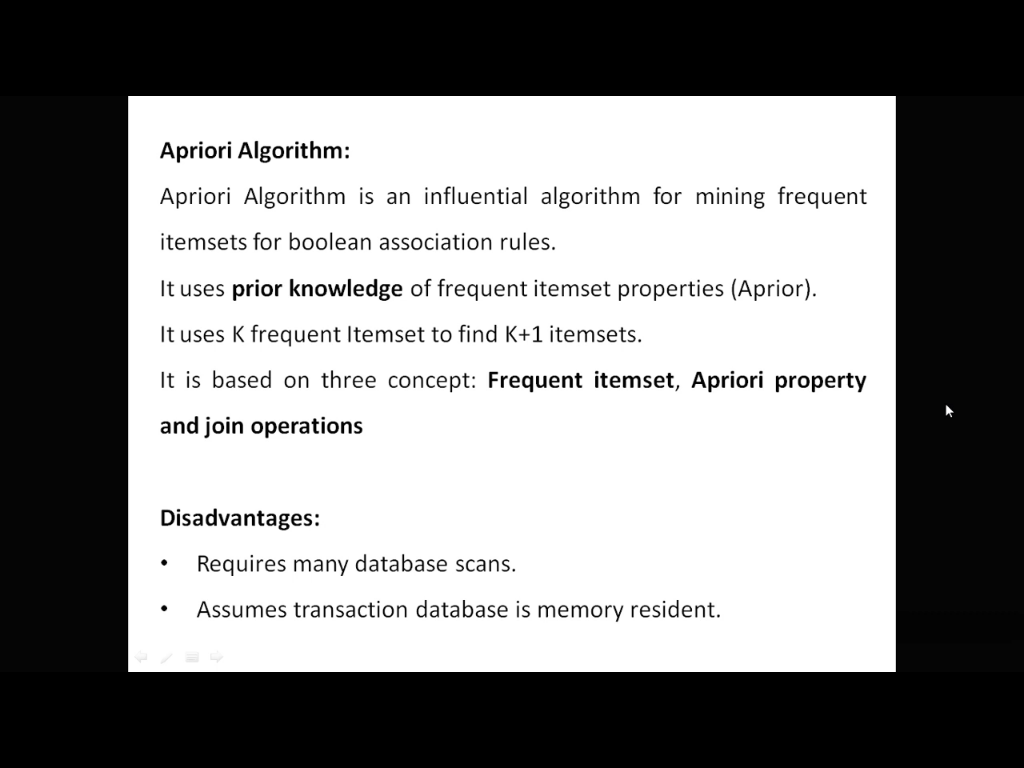 Apriori Algorithm:
Apriori Algorithm is an influential algorithm for mining frequent
itemsets for boolean association rules.
It uses prior knowledge of frequent itemset properties (Aprior).
It uses K frequent Itemset to find K+1 itemsets.
It is based on three concept: Frequent itemset, Apriori property
and join operations
Disadvantages:
• Requires many database scans.
• Assumes transaction database is memory resident.